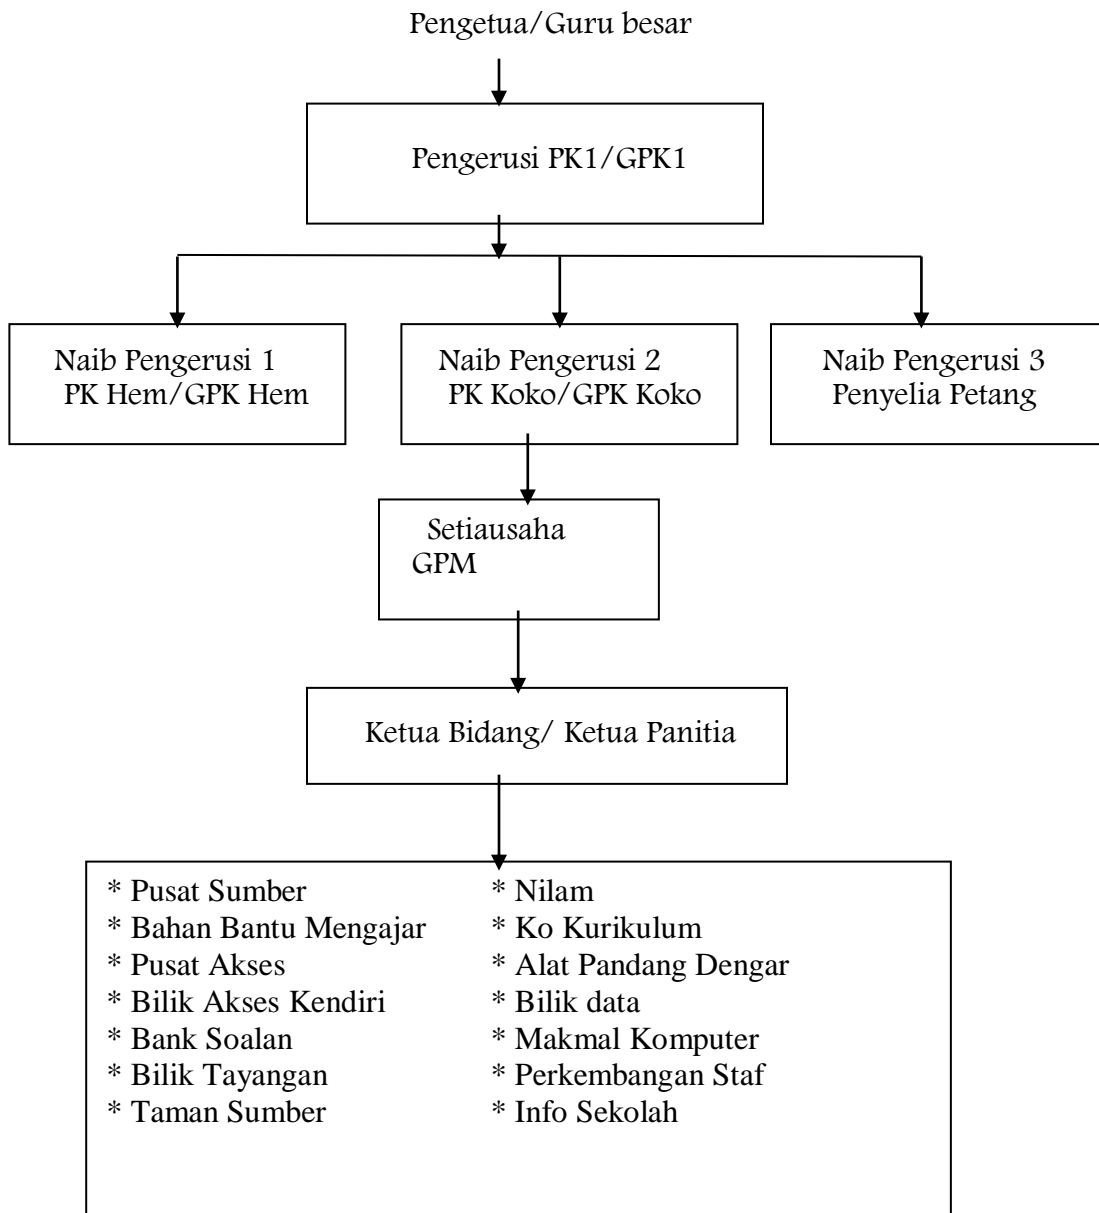 Pengetua/Guru besar
Pengerusi PK1/GPK1
Naib Pengerusi 1
PK Hem/GPK Hem
Naib Pengerusi 2
PK Koko/GPK Koko
Naib Pengerusi 3
Penyelia Petang
Setiausaha
GPM
Ketua Bidang/ Ketua Panitia
* Pusat Sumber
* Bahan Bantu Mengajar
* Pusat Akses
* Bilik Akses Kendiri
* Bank Soalan
* Bilik Tayangan
* Taman Sumber
* Nilam
* Ko Kurikulum
* Alat Pandang Dengar
* Bilik data
* Makmal Komputer
* Perkembangan Staf
* Info Sekolah